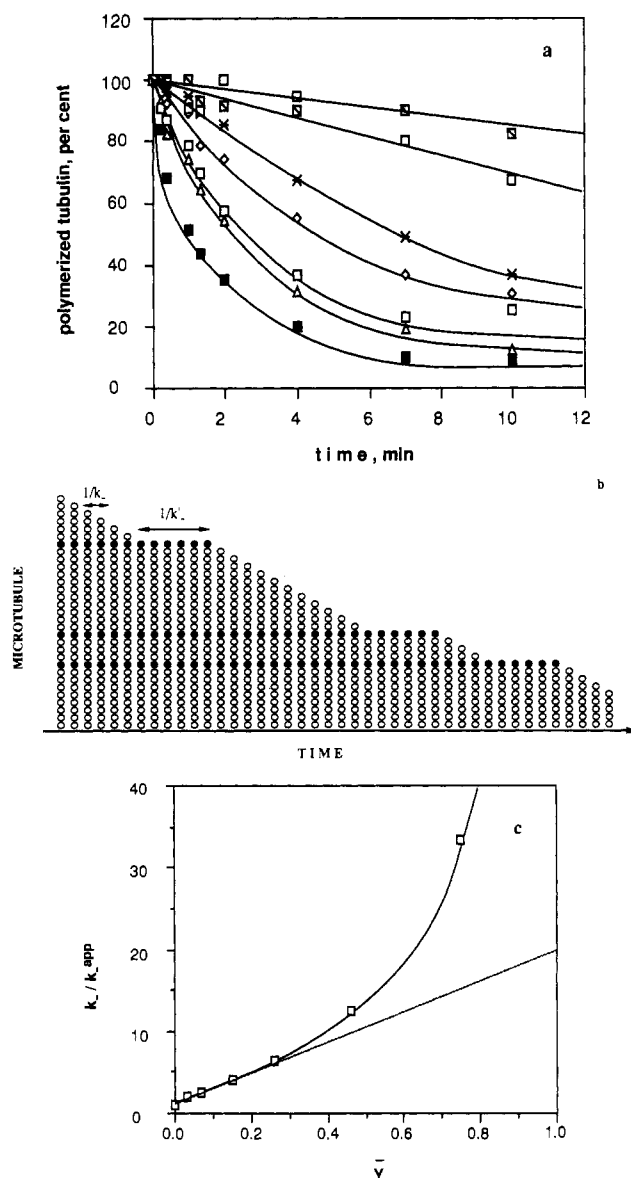 120
100
80
60
40
20
0
polymerized tubulin, per cent
a
0 2 4 6 8 10 12
time, min
b
1/k_
1/k'_
MICROTUBULE
TIME
40
30
20
10
0
k_ / k_^app
c
0.0 0.2 0.4 0.6 0.8 1.0
v̄